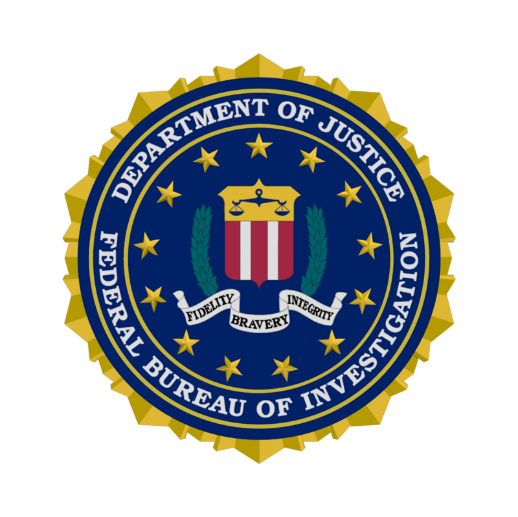 DEPARTMENT OF JUSTICE
FIDELITY
BRAVERY
INTEGRITY
FEDERAL BUREAU OF INVESTIGATION